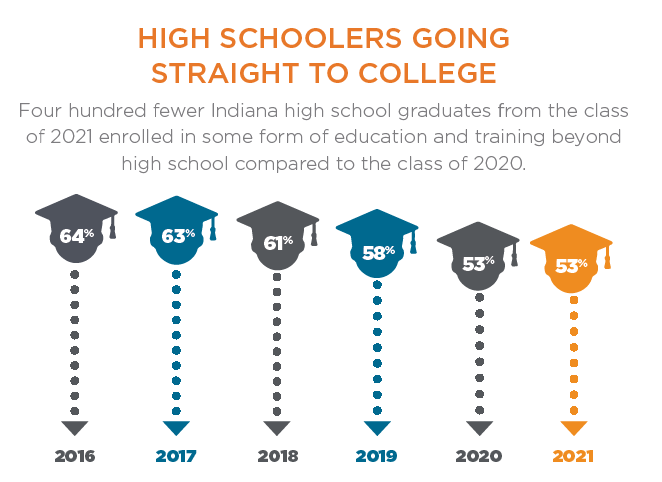 HIGH SCHOOLERS GOING
STRAIGHT TO COLLEGE
Four hundred fewer Indiana high school graduates from the class
of 2021 enrolled in some form of education and training beyond
high school compared to the class of 2020.
64% 63% 61% 58% 53% 53%
2016 2017 2018 2019 2020 2021